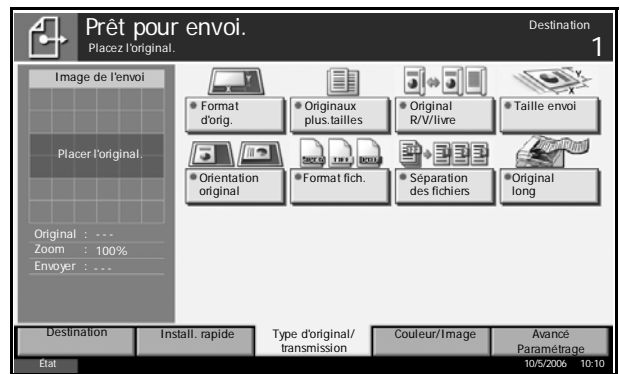 Prêt pour envoi.
Placez l'original.
Destination
1
Image de l'envoi
Placer l'original.
Original : ---
Zoom : 100%
Envoyer : ---
Format d'orig.
Originaux plus.tailles
Original R/V/livre
Taille envoi
Orientation original
Format fich.
Séparation des fichiers
Original long
Destination
Install. rapide
Type d'original/ transmission
Couleur/Image
Avancé Paramétrage
État
10/5/2006 10:10